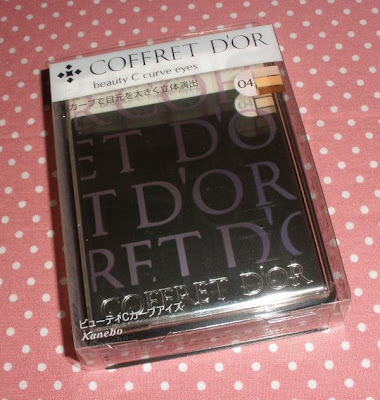 COFFRET D'OR
beauty C curve eyes
カーブで目元を大きく立体演出
04
COFFR
ET D'OR
T D'OR
RET D'O
COFFRET D'OR
ビューティCカーブアイズ
Kanebo